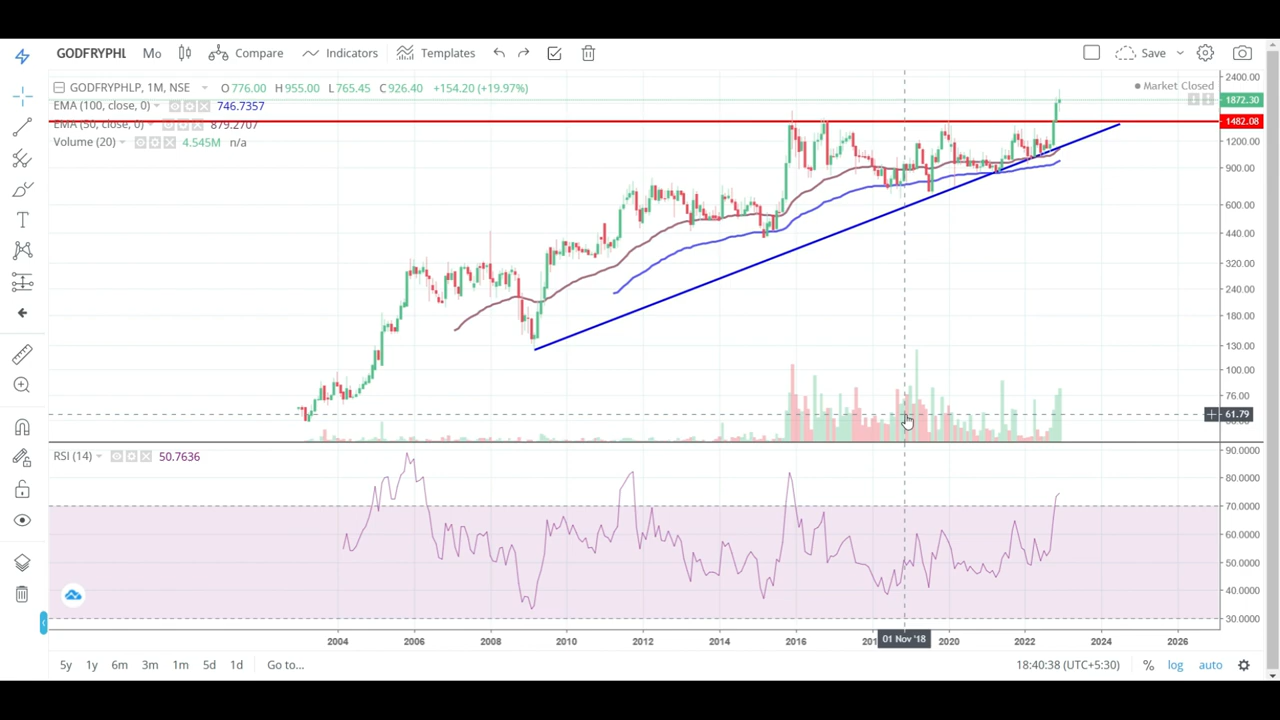 GODFRYPHL Mo Compare Indicators Templates Save
GODFRYPHLP, 1M, NSE O 776.00 H 955.00 L 765.45 C 926.40 +154.20 (+19.97%)
Market Closed
EMA (100, close, 0) 746.7357
EMA (50, close, 0) 879.2707
Volume (20) 4.545M n/a
2400.00
1872.30
1482.08
1200.00
900.00
600.00
440.00
320.00
240.00
180.00
130.00
100.00
76.00
61.79
RSI (14) 50.7636
90.0000
80.0000
70.0000
60.0000
50.0000
40.0000
30.0000
2004 2006 2008 2010 2012 2014 2016 01 Nov '18 2020 2022 2024 2026
5y 1y 6m 3m 1m 5d 1d Go to... 18:40:38 (UTC+5:30) % log auto